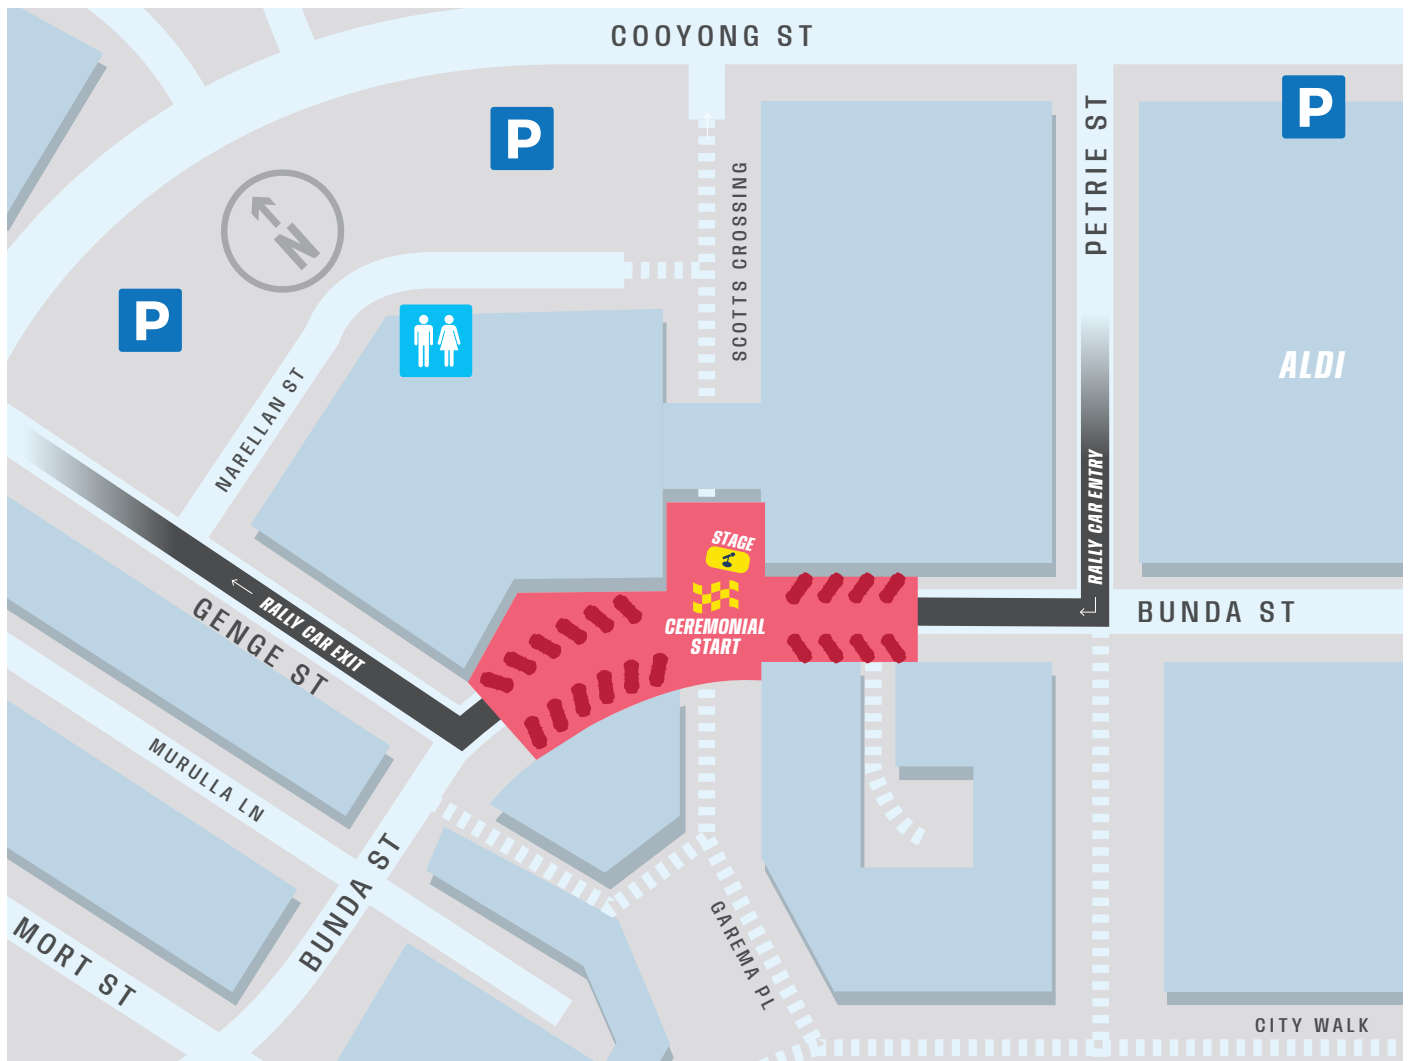 COOYONG ST
P
P
PETRIE ST
SCOTTS CROSSING
N
P
ALDI
NARELLAN ST
RALLY CAR ENTRY
STAGE
CEREMONIAL
START
BUNDA ST
RALLY CAR EXIT
GENGE ST
MURULLA LN
BUNDA ST
MORT ST
GAREMA PL
CITY WALK